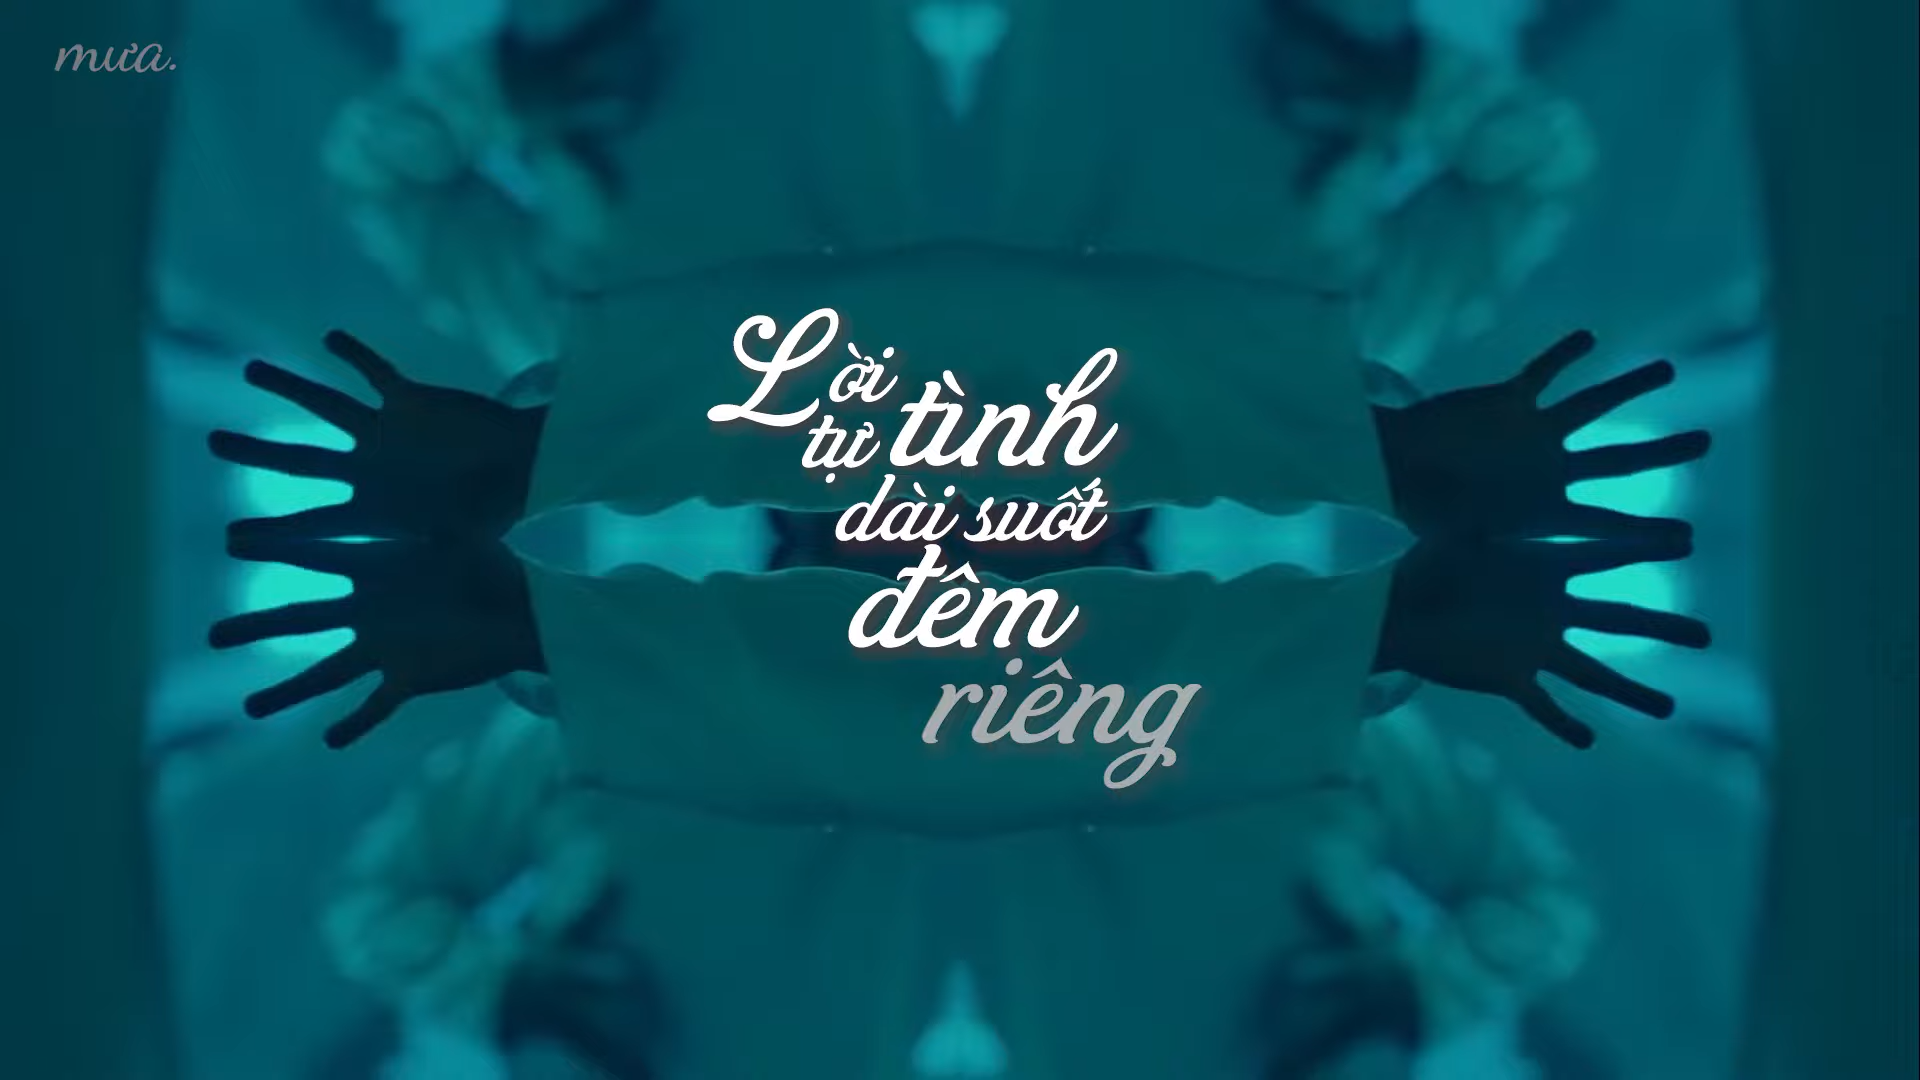 mưa.
Lời
tự tình
dài suốt
đêm
riêng